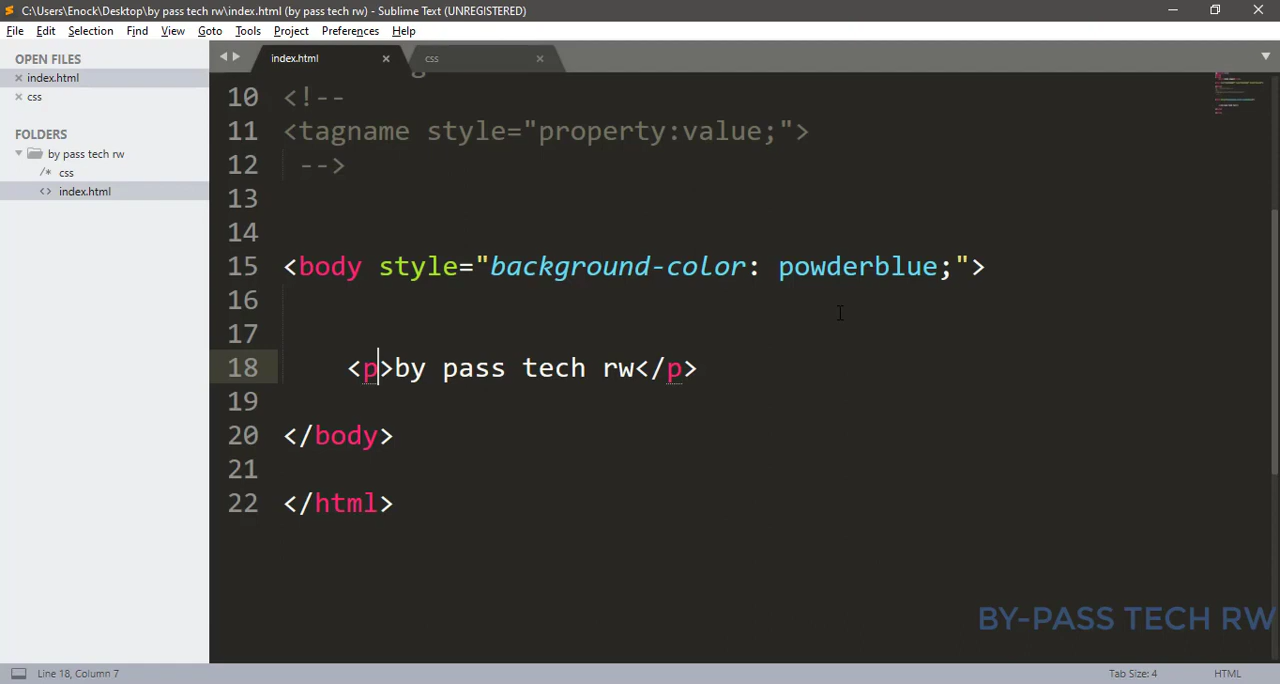 C:\Users\Enock\Desktop\by pass tech rw\index.html (by pass tech rw) - Sublime Text (UNREGISTERED)
File Edit Selection Find View Goto Tools Project Preferences Help
OPEN FILES
index.html
css
FOLDERS
by pass tech rw
/* css
<> index.html
index.html
css
10 <!--
11 <tagname style="property:value;">
12 -->
13
14
15 <body style="background-color: powderblue;">
16
17
18 <p>by pass tech rw</p>
19
20 </body>
21
22 </html>
BY-PASS TECH RW
Line 18, Column 7
Tab Size: 4
HTML